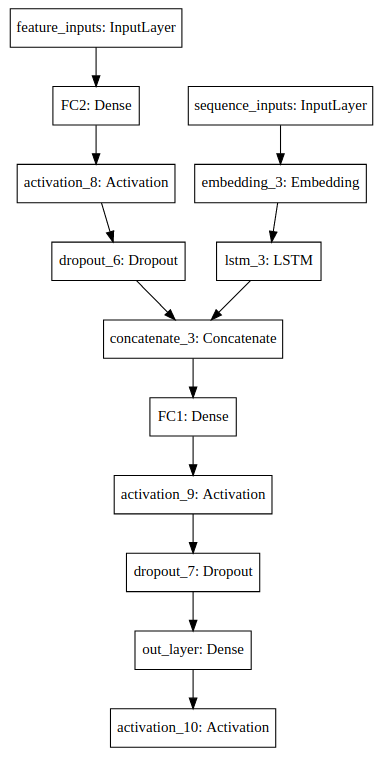 feature_inputs: InputLayer
FC2: Dense
sequence_inputs: InputLayer
activation_8: Activation
embedding_3: Embedding
dropout_6: Dropout
lstm_3: LSTM
concatenate_3: Concatenate
FC1: Dense
activation_9: Activation
dropout_7: Dropout
out_layer: Dense
activation_10: Activation